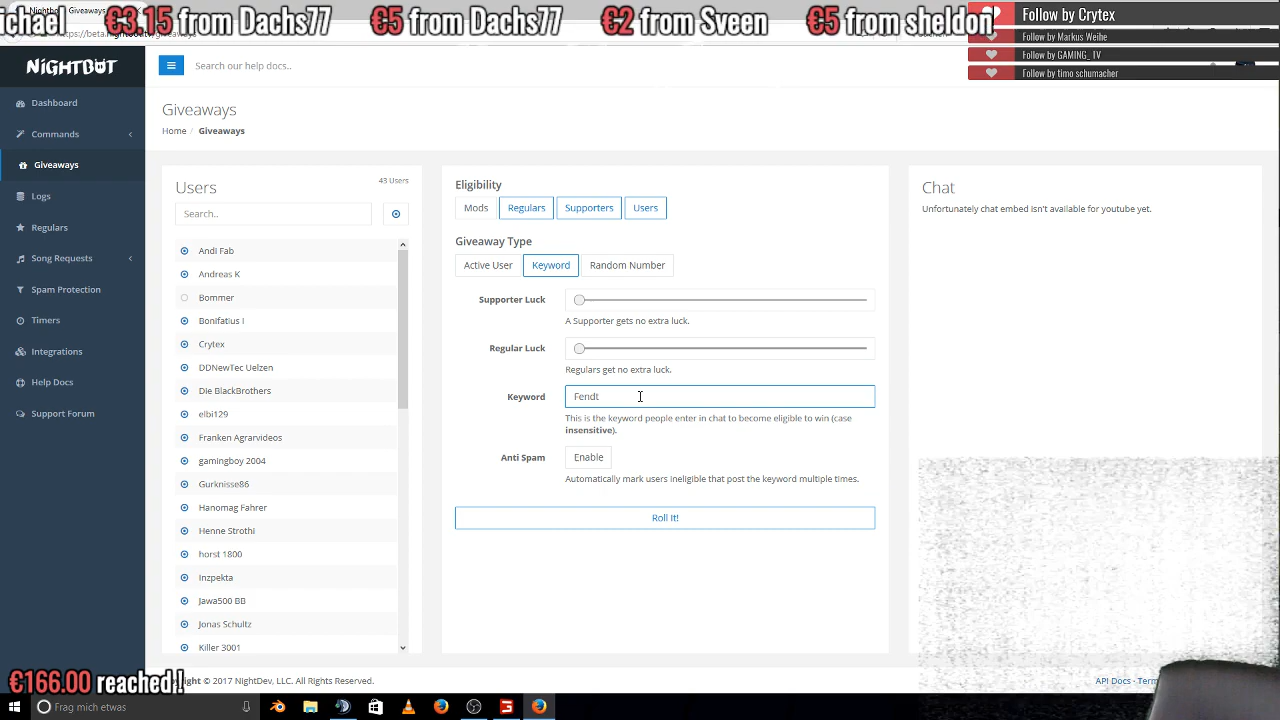 ichael €3.15 from Dachs77 €5 from Dachs77 €2 from Sveen €5 from sheldon
Follow by Crytex
Follow by Markus Weihe
Follow by GAMING_ TV
Follow by timo schumacher
NIGHTBOT
Search our help docs..
Dashboard
Commands
Giveaways
Logs
Regulars
Song Requests
Spam Protection
Timers
Integrations
Help Docs
Support Forum
Giveaways
Home / Giveaways
Users
43 Users
Search..
Andi Fab
Andreas K
Bommer
Bonifatius I
Crytex
DDNewTec Uelzen
Die BlackBrothers
elbi129
Franken Agrarvideos
gamingboy 2004
Gurknisse86
Hanomag Fahrer
Henne Strothi
horst 1800
Inzpekta
Jawa500 BB
Jonas Schultz
Killer 3001
Eligibility
Mods Regulars Supporters Users
Giveaway Type
Active User Keyword Random Number
Supporter Luck
A Supporter gets no extra luck.
Regular Luck
Regulars get no extra luck.
Keyword Fendt
This is the keyword people enter in chat to become eligible to win (case
insensitive).
Anti Spam Enable
Automatically mark users ineligible that post the keyword multiple times.
Roll It!
Chat
Unfortunately chat embed isn't available for youtube yet.
€166.00 reached!
© 2017 NightDev, LLC. All Rights Reserved.
API Docs - Term
Frag mich etwas